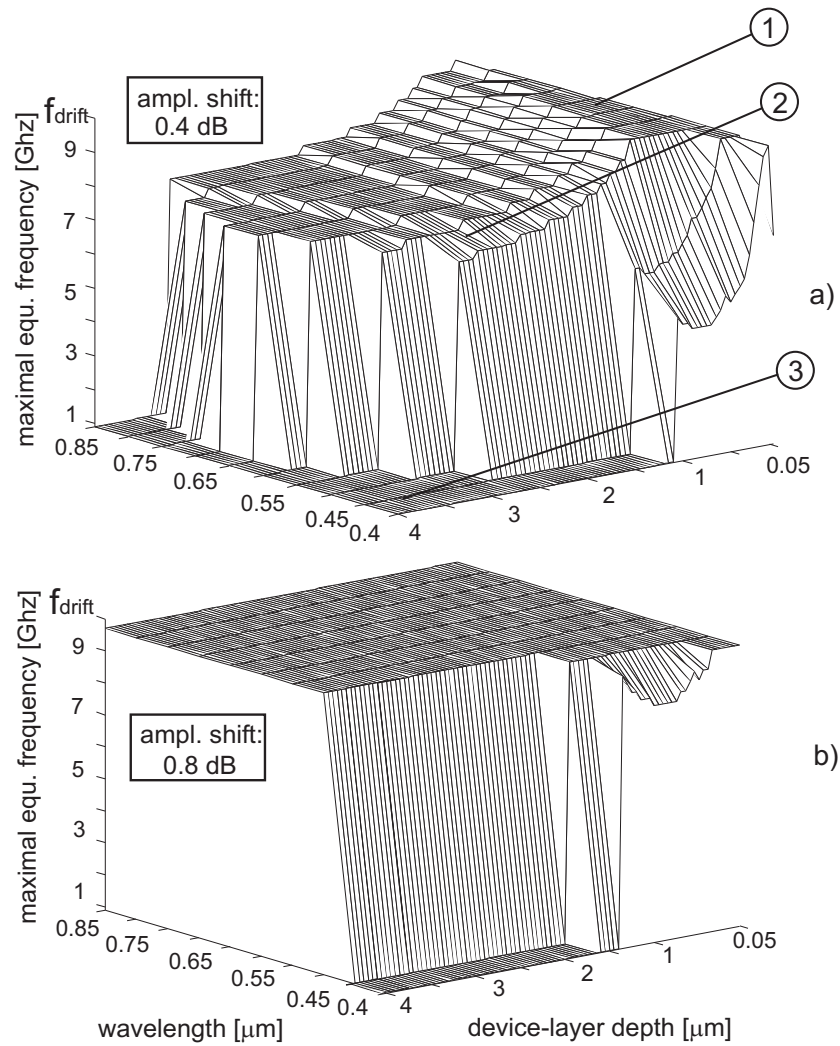 1
ampl. shift:
0.4 dB
2
fdrift
9
7
5
3
1
maximal equ. frequency [Ghz]
a)
3
0.85
0.75
0.65
0.55
0.45
0.4
4
3
2
1
0.05
fdrift
9
7
5
3
1
maximal equ. frequency [Ghz]
ampl. shift:
0.8 dB
b)
0.85
0.75
0.65
0.55
0.45
0.4
4
3
2
1
0.05
wavelength [μm]
device-layer depth [μm]